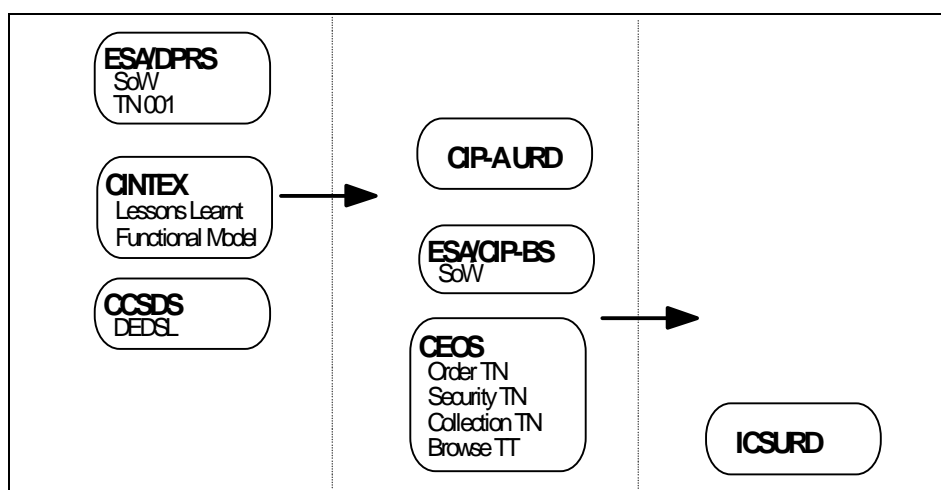 ESA/DPRS
SoW
TN 001
CINTEX
Lessons Learnt
Functional Model
CCSDS
DEDSL
CIP-A URD
ESA/CIP-BS
SoW
CEOS
Order TN
Security TN
Collection TN
Browse TT
ICSURD